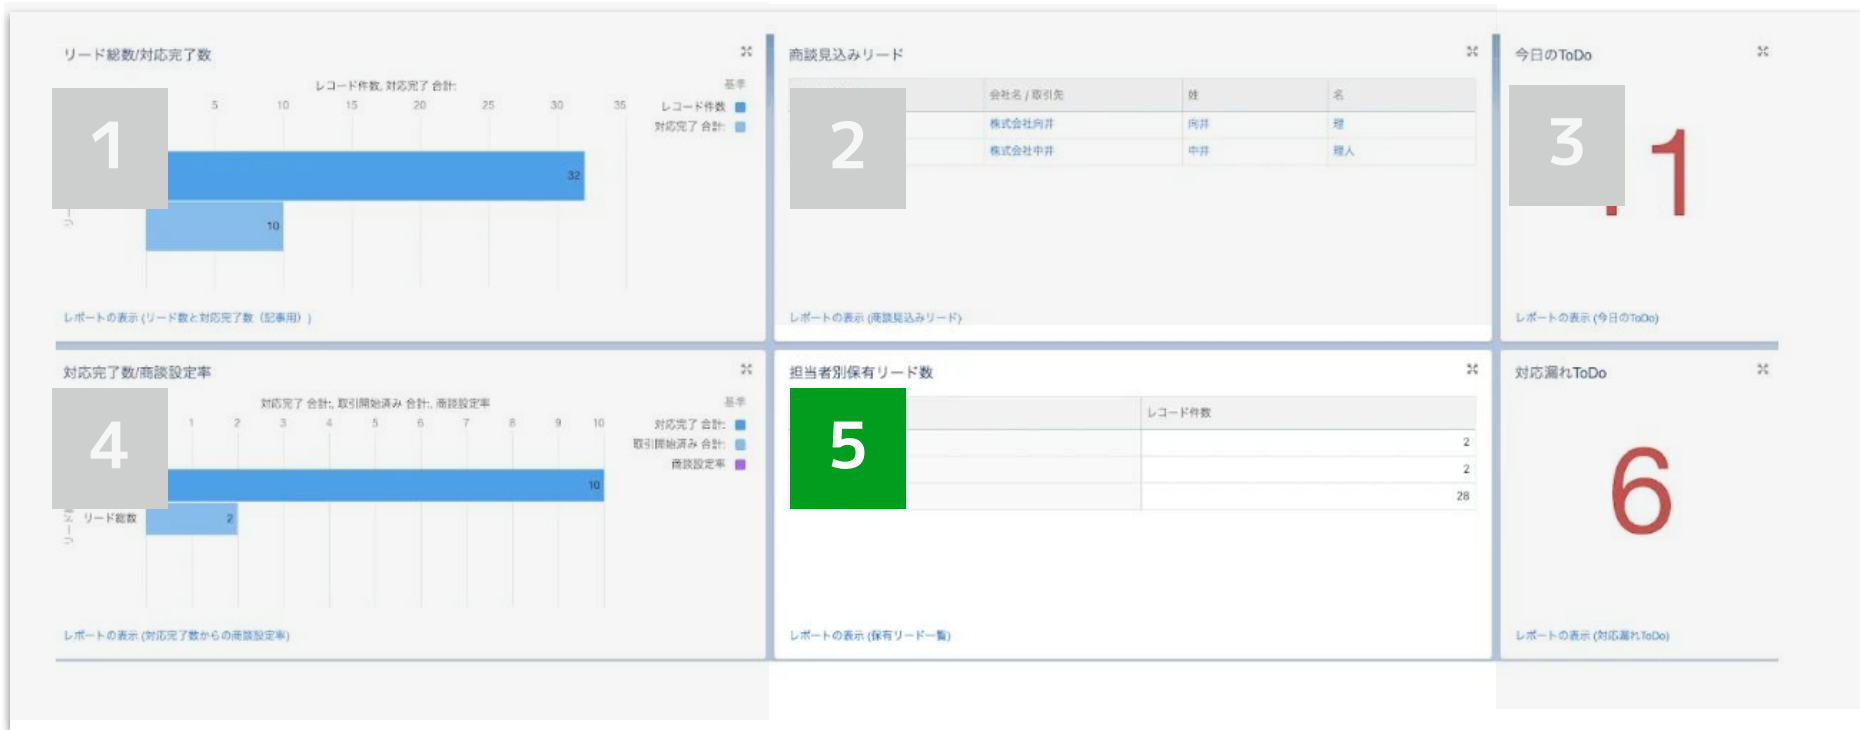 リード総数/対応完了数
レコード件数, 対応完了 合計:
基準
5 10 15 20 25 30 35
レコード件数
対応完了 合計:
1
32
10
レポートの表示 (リード数と対応完了数（記事用）)
商談見込みリード
会社名 / 取引先 姓 名
2
株式会社向井 向井 理
株式会社中井 中井 理人
レポートの表示 (商談見込みリード)
今日のToDo
3
1
レポートの表示 (今日のToDo)
対応完了数/商談設定率
対応完了 合計:, 取引開始済み 合計:, 商談設定率
基準
1 2 3 4 5 6 7 8 9 10
対応完了 合計:
取引開始済み 合計:
商談設定率
4
10
リード総数
2
レポートの表示 (対応完了数からの商談設定率)
担当者別保有リード数
レコード件数
5
2
2
28
レポートの表示 (保有リード一覧)
対応漏れToDo
6
レポートの表示 (対応漏れToDo)